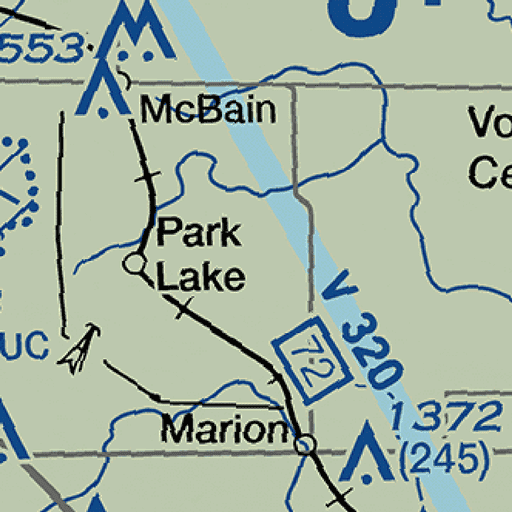 553
McBain
Vo
Ce
Park
Lake
UC
V 320
72
1372
Marion
(245)